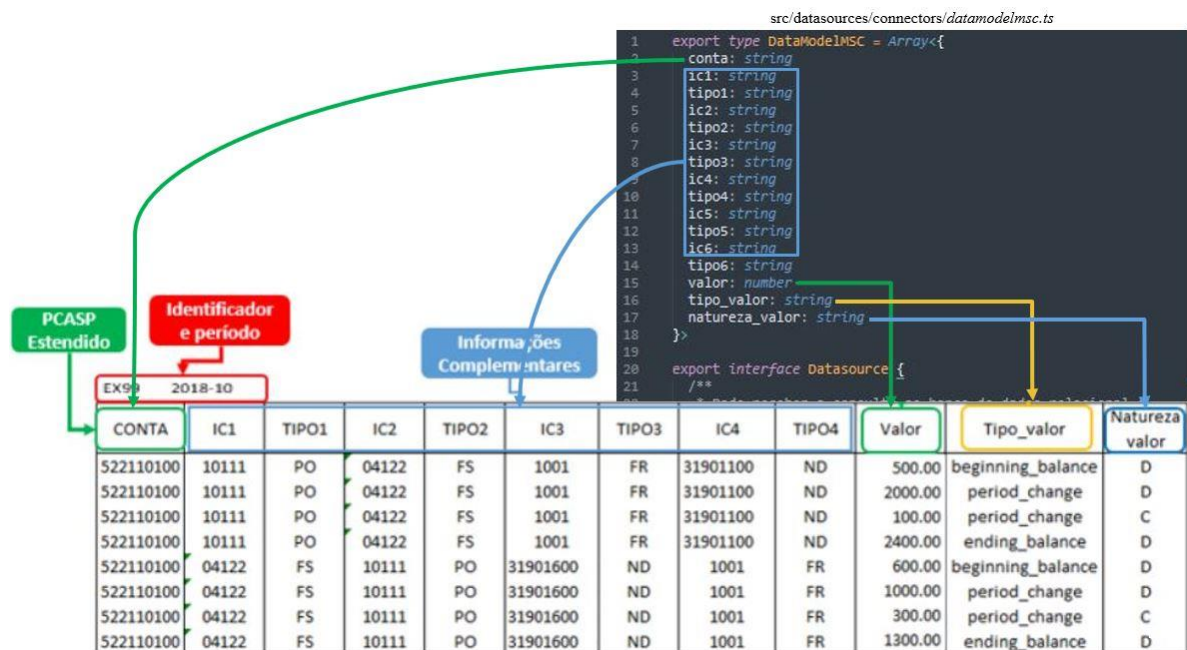 src/datasources/connectors/datamodelmsc.ts
1 export type DataModelMSC = Array<{
2 conta: string
3 ic1: string
4 tipo1: string
5 ic2: string
6 tipo2: string
7 ic3: string
8 tipo3: string
9 ic4: string
10 tipo4: string
11 ic5: string
12 tipo5: string
13 ic6: string
14 tipo6: string
15 valor: number
16 tipo_valor: string
17 natureza_valor: string
18 }>
19
20 export interface Datasource {
21 /**
PCASP
Estendido
Identificador
e período
Informações
Complementares
EX99 2018-10
CONTA IC1 TIPO1 IC2 TIPO2 IC3 TIPO3 IC4 TIPO4 Valor Tipo_valor Natureza
valor
522110100 10111 PO 04122 FS 1001 FR 31901100 ND 500.00 beginning_balance D
522110100 10111 PO 04122 FS 1001 FR 31901100 ND 2000.00 period_change D
522110100 10111 PO 04122 FS 1001 FR 31901100 ND 100.00 period_change C
522110100 10111 PO 04122 FS 1001 FR 31901100 ND 2400.00 ending_balance D
522110100 04122 FS 10111 PO 31901600 ND 1001 FR 600.00 beginning_balance D
522110100 04122 FS 10111 PO 31901600 ND 1001 FR 1000.00 period_change D
522110100 04122 FS 10111 PO 31901600 ND 1001 FR 300.00 period_change C
522110100 04122 FS 10111 PO 31901600 ND 1001 FR 1300.00 ending_balance D